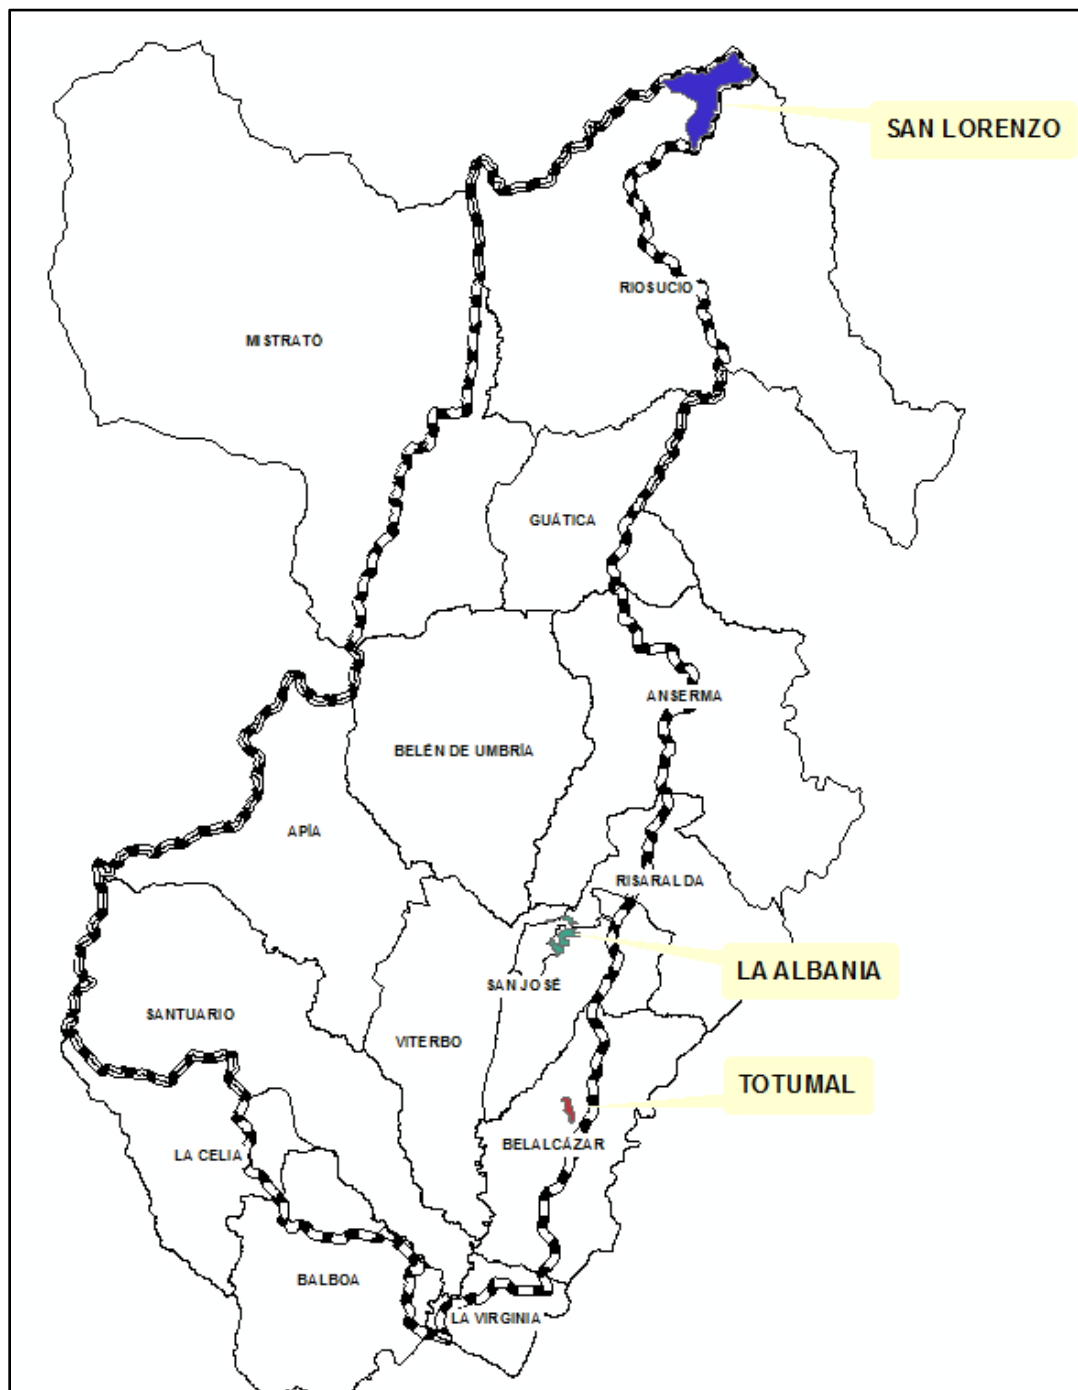 SAN LORENZO
RIOSUCIO
MISTRATÓ
GUÁTICA
ANSERMA
BELÉN DE UMBRÍA
APÍA
RISARALDA
LA ALBANIA
SAN JOSÉ
SANTUARIO
VITERBO
TOTUMAL
BELALCÁZAR
LA CELIA
BALBOA
LA VIRGINIA